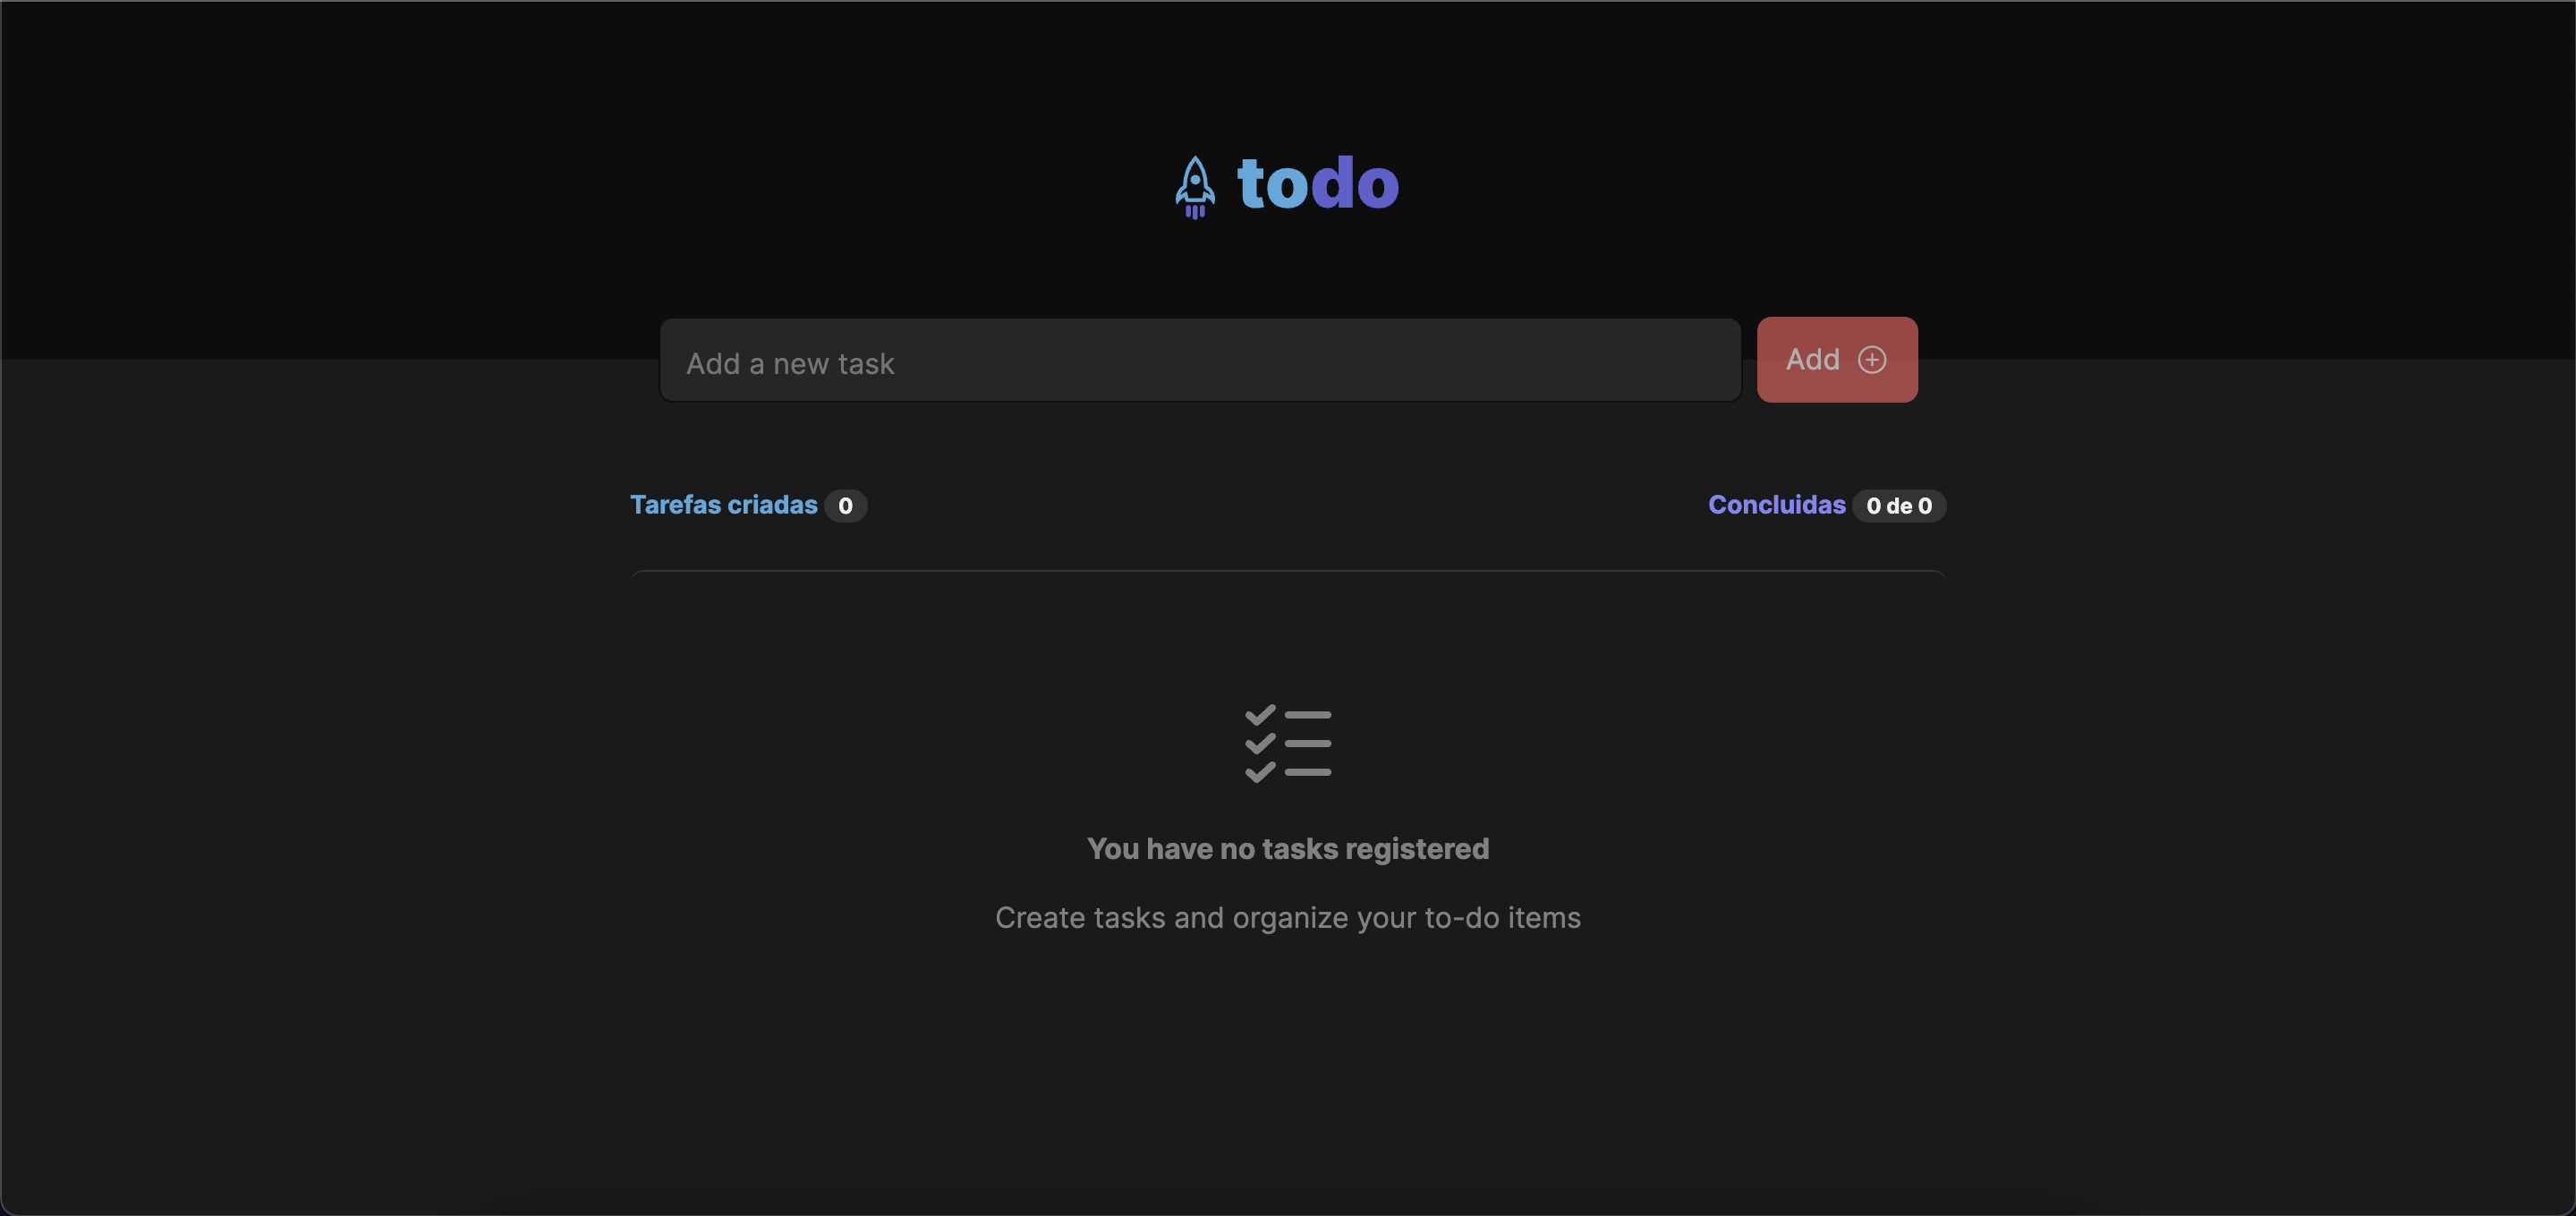 todo
Add a new task
Add
Tarefas criadas 0
Concluidas 0 de 0
You have no tasks registered
Create tasks and organize your to-do items